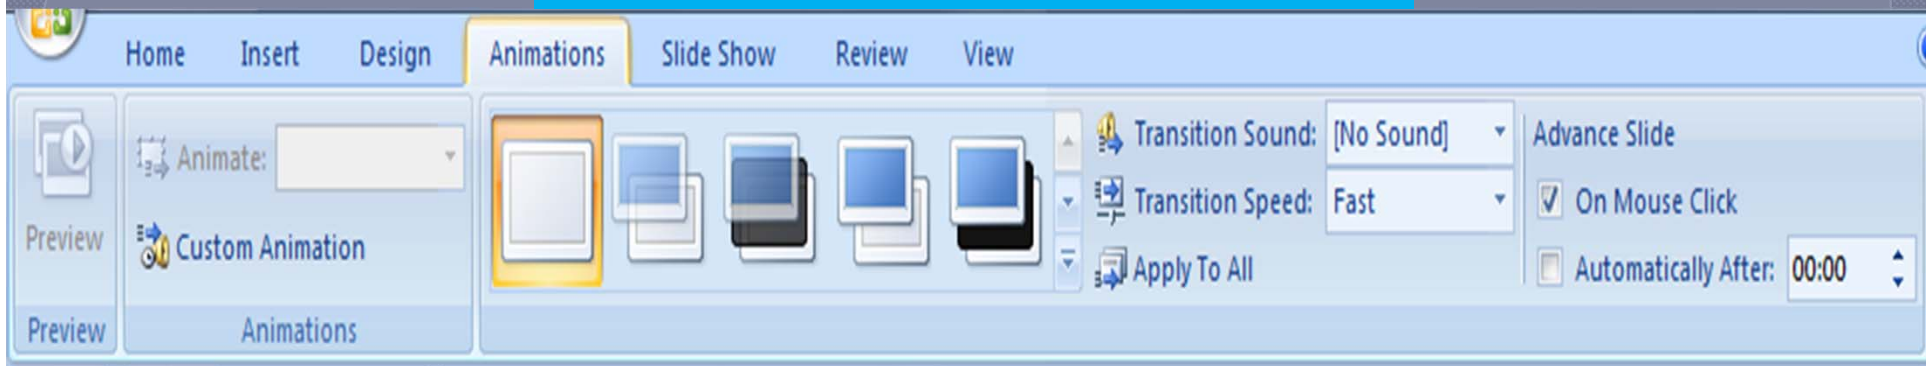 Home Insert Design Animations Slide Show Review View
Preview
Animate:
Custom Animation
Transition Sound: [No Sound]
Transition Speed: Fast
Apply To All
Advance Slide
On Mouse Click
Automatically After: 00:00
Preview
Animations